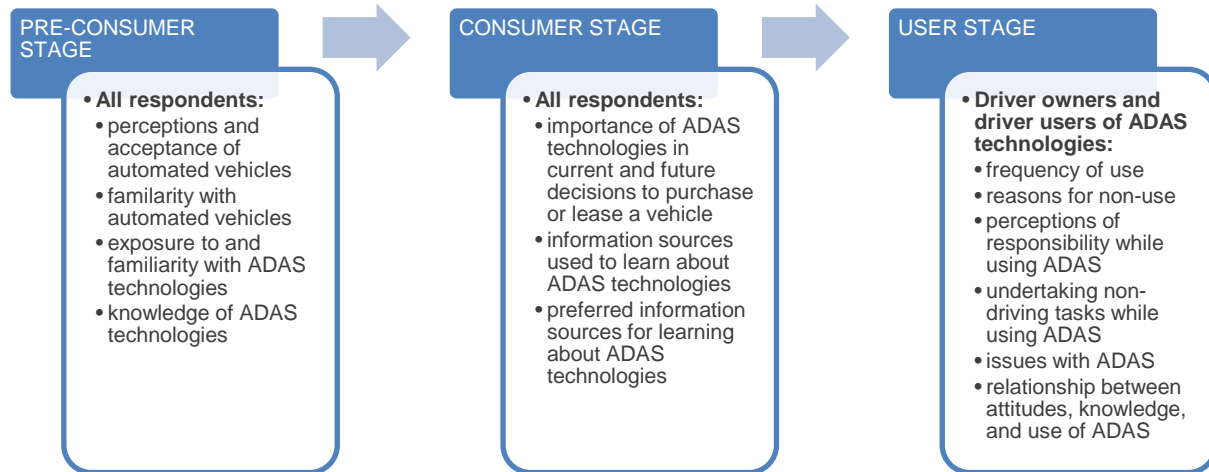 PRE-CONSUMER
STAGE
• All respondents:
• perceptions and
acceptance of
automated vehicles
• familarity with
automated vehicles
• exposure to and
familiarity with ADAS
technologies
• knowledge of ADAS
technologies
CONSUMER STAGE
• All respondents:
• importance of ADAS
technologies in
current and future
decisions to purchase
or lease a vehicle
• information sources
used to learn about
ADAS technologies
• preferred information
sources for learning
about ADAS
technologies
USER STAGE
• Driver owners and
driver users of ADAS
technologies:
• frequency of use
• reasons for non-use
• perceptions of
responsibility while
using ADAS
• undertaking non-
driving tasks while
using ADAS
• issues with ADAS
• relationship between
attitudes, knowledge,
and use of ADAS